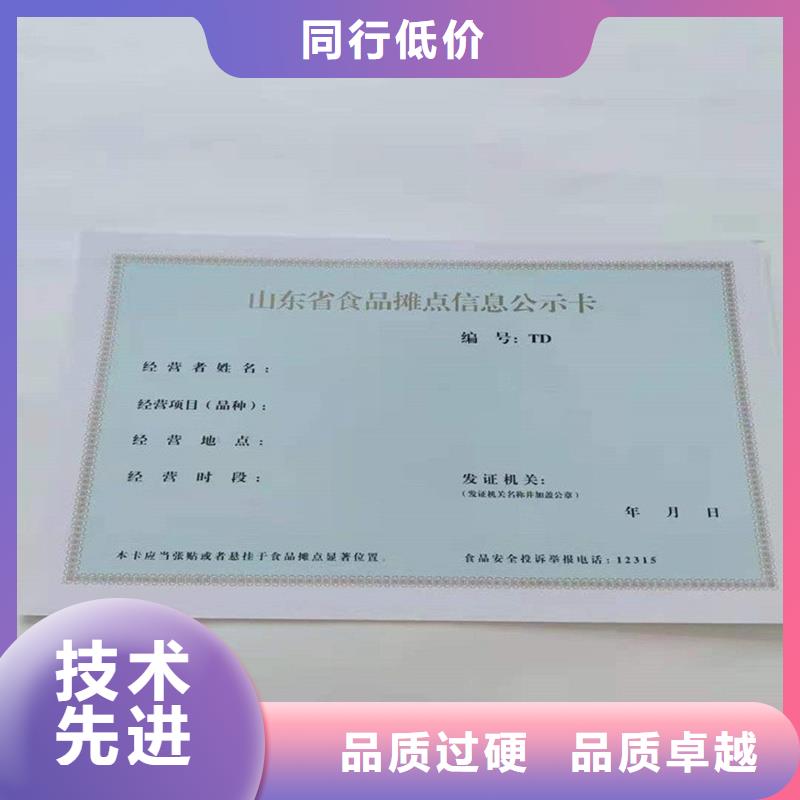 同行低价
山东省食品摊点信息公示卡
编 号: TD
经 营 者 姓 名 :
经营项目（品种）:
经 营 地 点 :
经 营 时 段 :
发 证 机 关:
（发证机关名称并加盖公章）
年 月 日
本卡应当张贴或者悬挂于食品摊点显著位置.
食品安全投诉举报电话: 12315
技术
先进
品质过硬 品质卓越